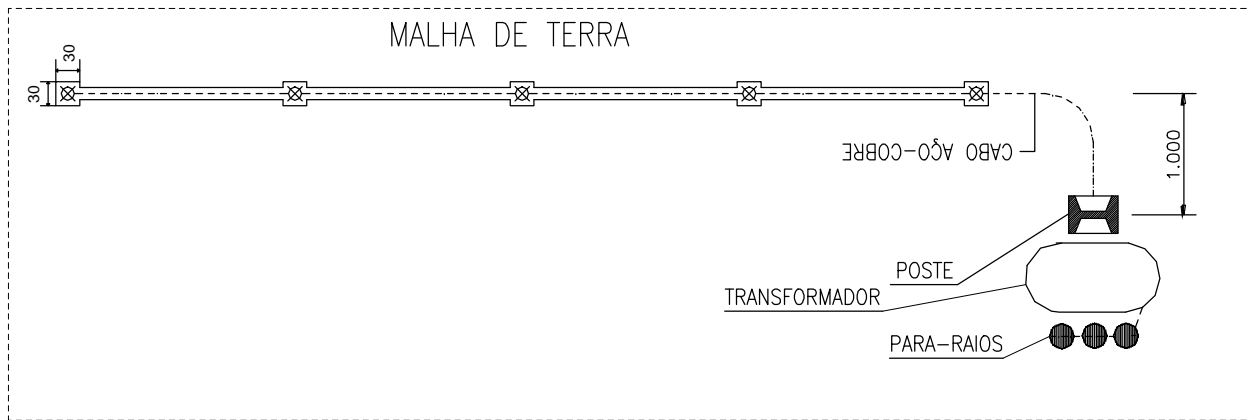 MALHA DE TERRA
30
30
CABO AÇO-COBRE
1.000
POSTE
TRANSFORMADOR
PARA-RAIOS